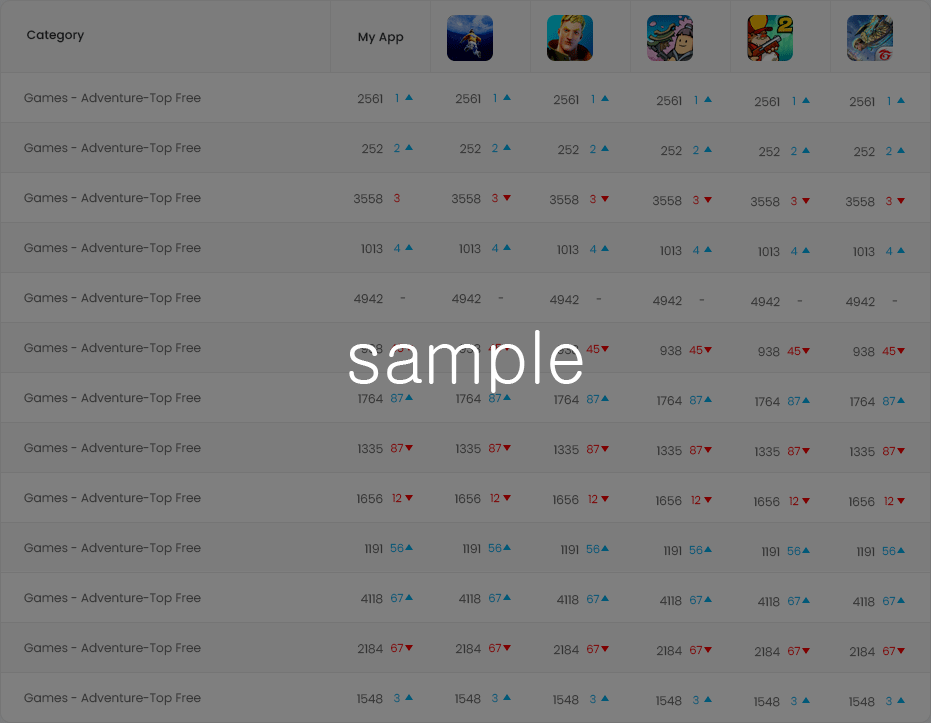 Category My App 2
Games - Adventure-Top Free 2561 1 2561 1 2561 1 2561 1 2561 1 2561 1
Games - Adventure-Top Free 252 2 252 2 252 2 252 2 252 2 252 2
Games - Adventure-Top Free 3558 3 3558 3 3558 3 3558 3 3558 3 3558 3
Games - Adventure-Top Free 1013 4 1013 4 1013 4 1013 4 1013 4 1013 4
Games - Adventure-Top Free 4942 - 4942 - 4942 - 4942 - 4942 - 4942 -
Games - Adventure-Top Free 938 45 938 45 938 45 938 45 938 45 938 45
sample
Games - Adventure-Top Free 1764 87 1764 87 1764 87 1764 87 1764 87 1764 87
Games - Adventure-Top Free 1335 87 1335 87 1335 87 1335 87 1335 87 1335 87
Games - Adventure-Top Free 1656 12 1656 12 1656 12 1656 12 1656 12 1656 12
Games - Adventure-Top Free 1191 56 1191 56 1191 56 1191 56 1191 56 1191 56
Games - Adventure-Top Free 4118 67 4118 67 4118 67 4118 67 4118 67 4118 67
Games - Adventure-Top Free 2184 67 2184 67 2184 67 2184 67 2184 67 2184 67
Games - Adventure-Top Free 1548 3 1548 3 1548 3 1548 3 1548 3 1548 3